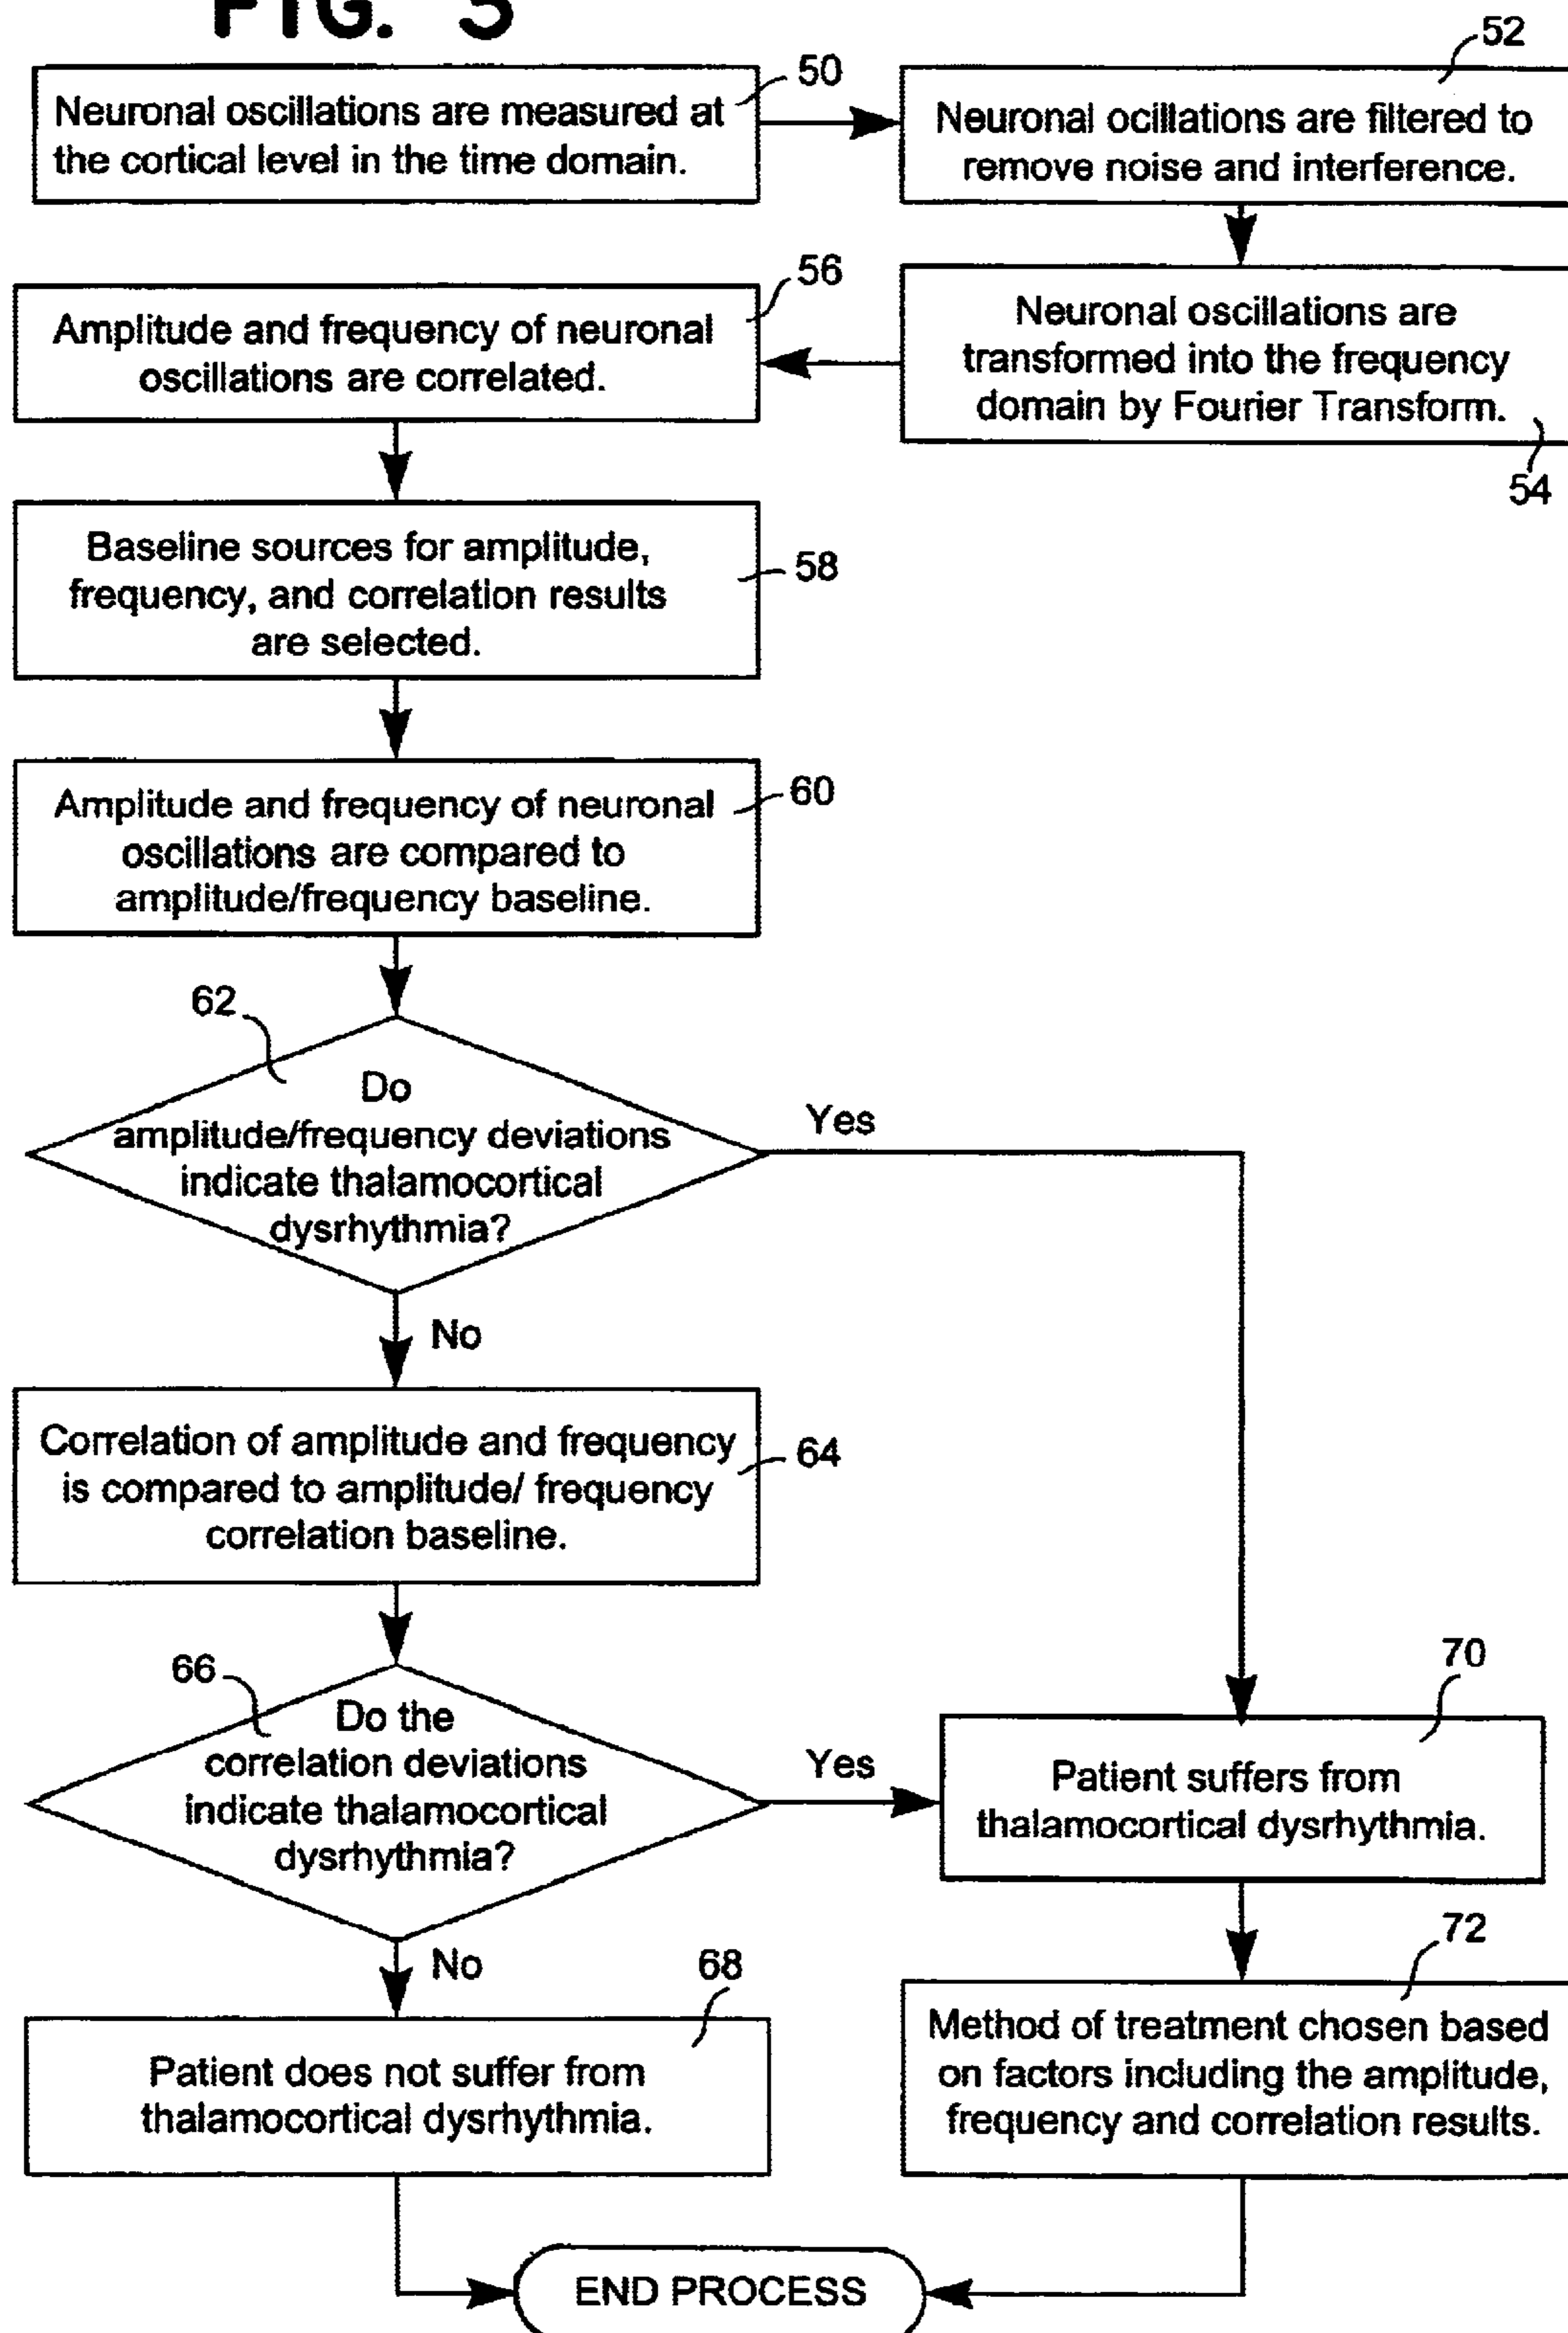 FIG. 3
50
Neuronal oscillations are measured at
the cortical level in the time domain.
52
Neuronal ocillations are filtered to
remove noise and interference.
56
Amplitude and frequency of neuronal
oscillations are correlated.
Neuronal oscillations are
transformed into the frequency
domain by Fourier Transform.
54
Baseline sources for amplitude,
frequency, and correlation results
are selected.
58
Amplitude and frequency of neuronal
oscillations are compared to
amplitude/frequency baseline.
60
62
Do
amplitude/frequency deviations
indicate thalamocortical
dysrhythmia?
Yes
No
Correlation of amplitude and frequency
is compared to amplitude/ frequency
correlation baseline.
64
66
Do the
correlation deviations
indicate thalamocortical
dysrhythmia?
Yes
70
Patient suffers from
thalamocortical dysrhythmia.
No
68
Patient does not suffer from
thalamocortical dysrhythmia.
72
Method of treatment chosen based
on factors including the amplitude,
frequency and correlation results.
END PROCESS